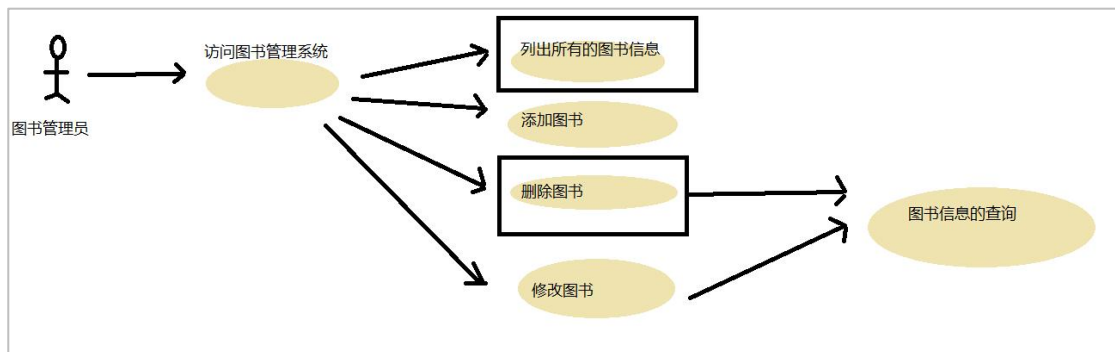 访问图书管理系统
列出所有的图书信息
图书管理员
添加图书
删除图书
图书信息的查询
修改图书